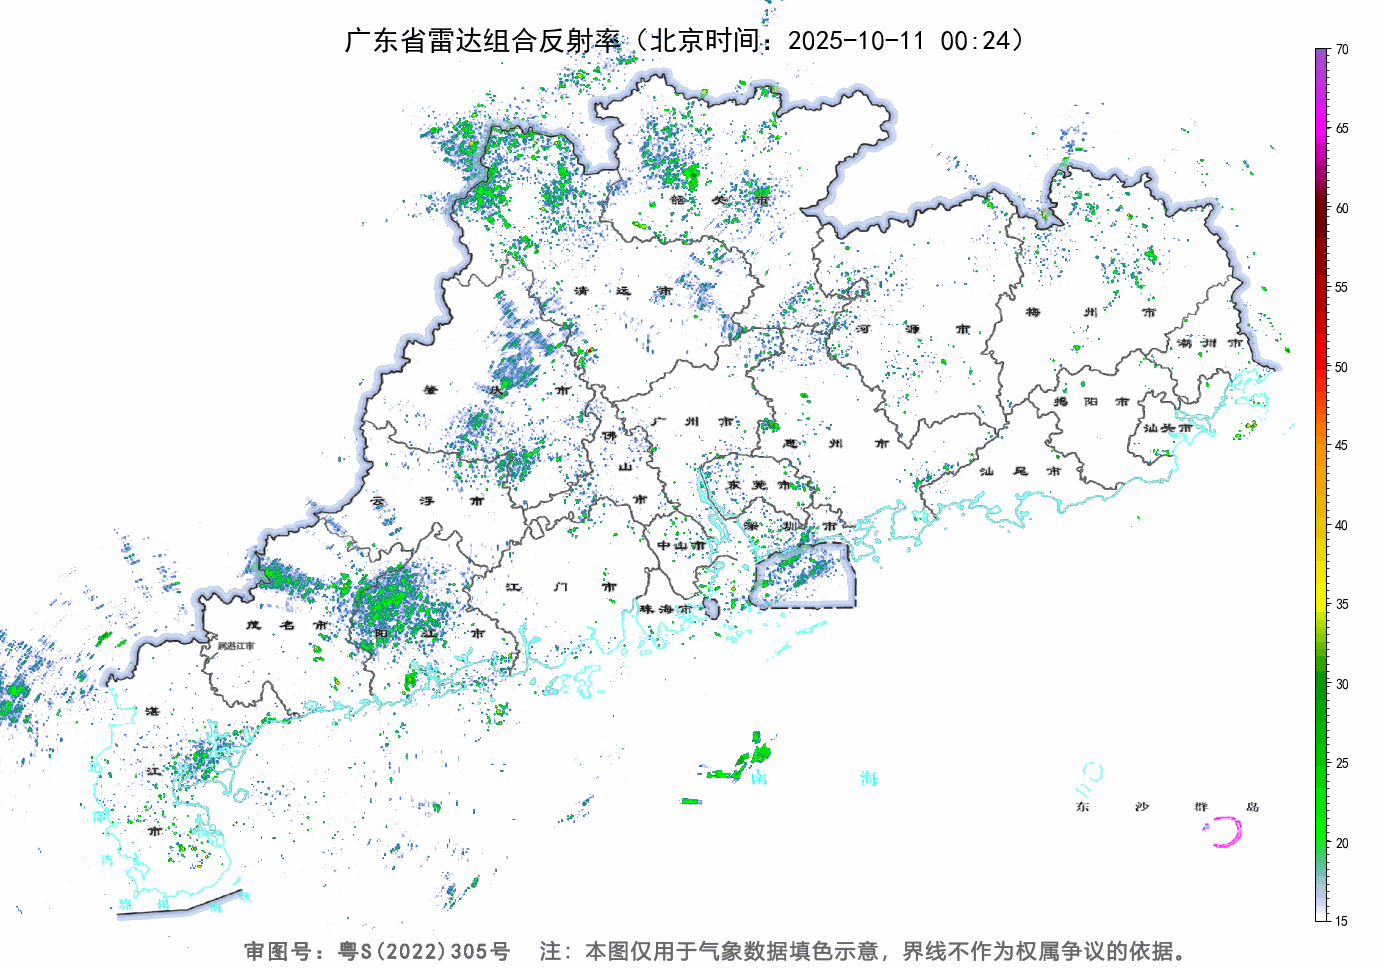 广东省雷达组合反射率（北京时间：2025-10-11 00:24）
70
65
60
55
50
45
40
35
30
25
20
15
韶关市
清远市
河源市
梅州市
潮州市
肇庆市
广州市
佛山市
惠州市
揭阳市
汕头市
汕尾市
云浮市
东莞市
深圳市
中山市
江门市
珠海市
茂名市
属湛江市
阳江市
湛江市
南海
东沙群岛
湾
琼州海峡
审图号：粤S(2022)305号 注：本图仅用于气象数据填色示意，界线不作为权属争议的依据。